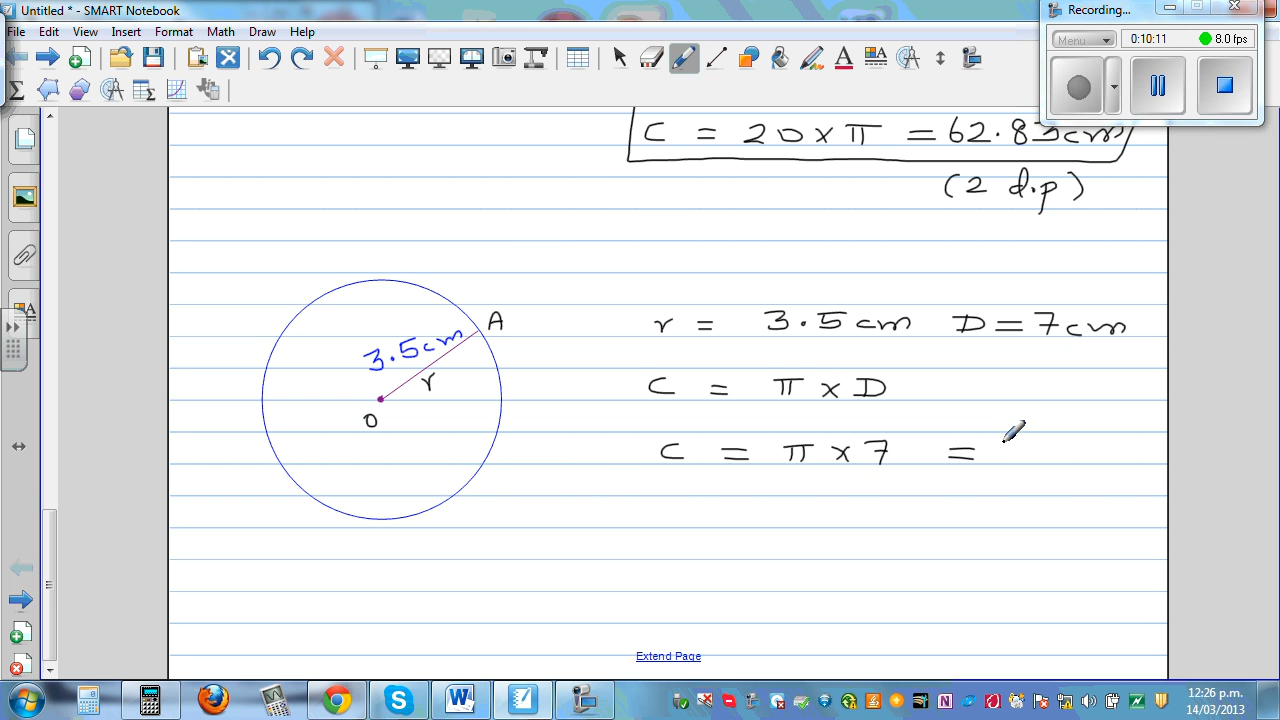 Untitled * - SMART Notebook
Recording...
File Edit View Insert Format Math Draw Help
Menu 0:10:11 8.0 fps
C = 20 × π = 62.83cm
(2 d.p)
A
3.5cm
r
O
r = 3.5cm D = 7cm
C = π × D
C = π × 7 =
Extend Page
12:26 p.m.
14/03/2013